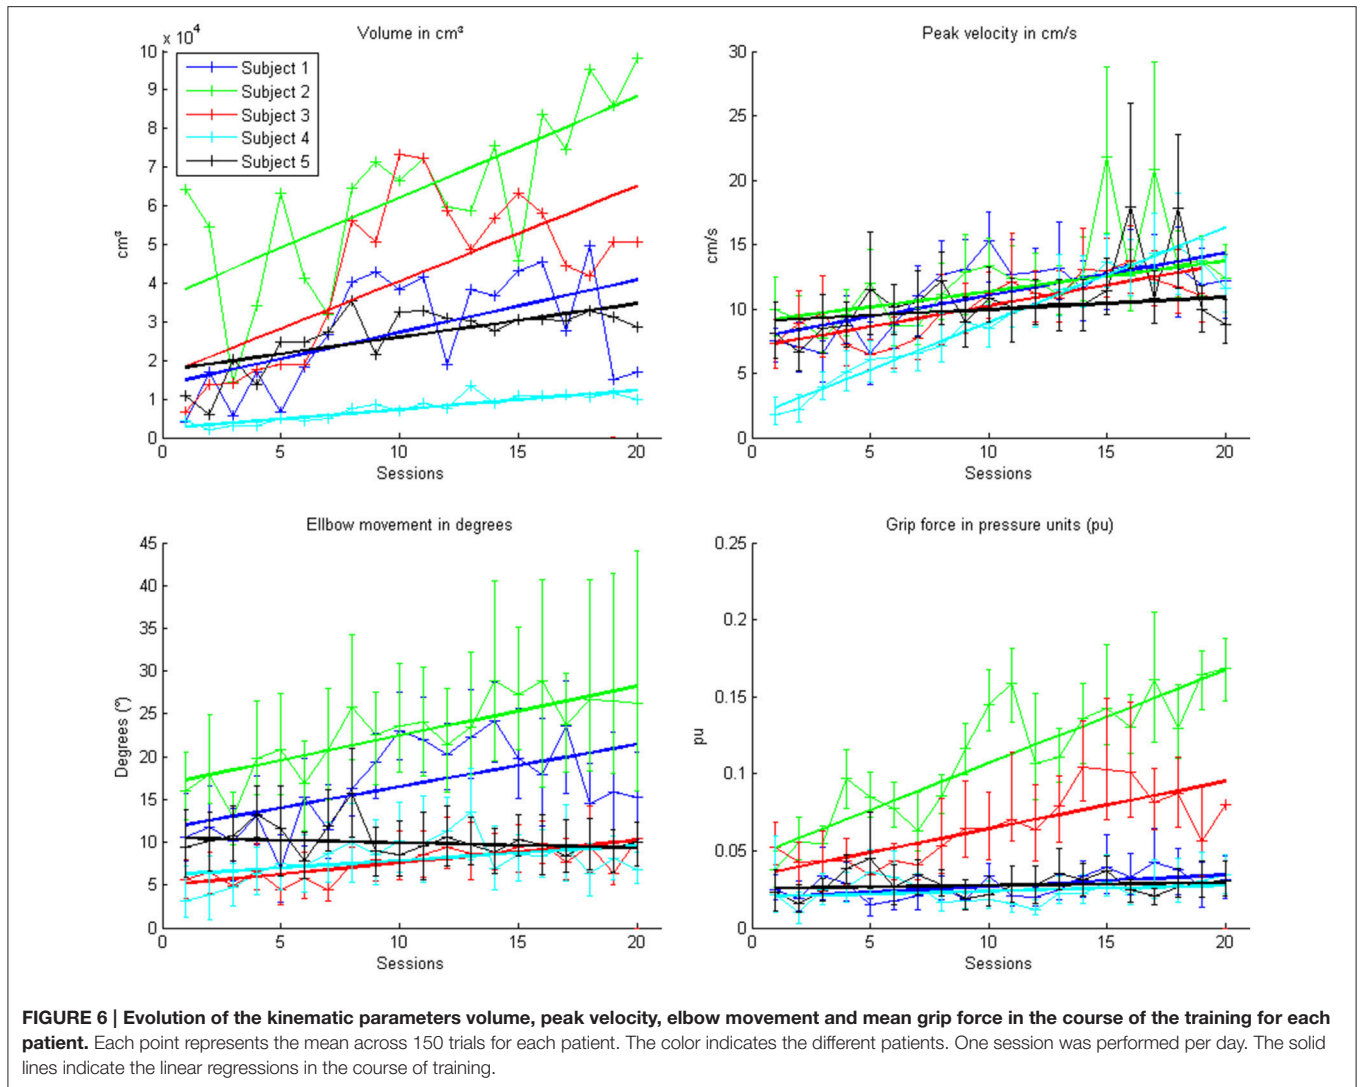 Volume in cm³
x 10⁴
10
9
8
7
6
5
4
3
2
1
0
cm³
Subject 1
Subject 2
Subject 3
Subject 4
Subject 5
0 5 10 15 20
Sessions
Peak velocity in cm/s
30
25
20
15
10
5
0
cm/s
0 5 10 15 20
Sessions
Ellbow movement in degrees
45
40
35
30
25
20
15
10
5
0
Degrees (°)
0 5 10 15 20
Sessions
Grip force in pressure units (pu)
0.25
0.2
0.15
0.1
0.05
0
pu
0 5 10 15 20
Sessions
FIGURE 6 | Evolution of the kinematic parameters volume, peak velocity, elbow movement and mean grip force in the course of the training for each
patient. Each point represents the mean across 150 trials for each patient. The color indicates the different patients. One session was performed per day. The solid
lines indicate the linear regressions in the course of training.